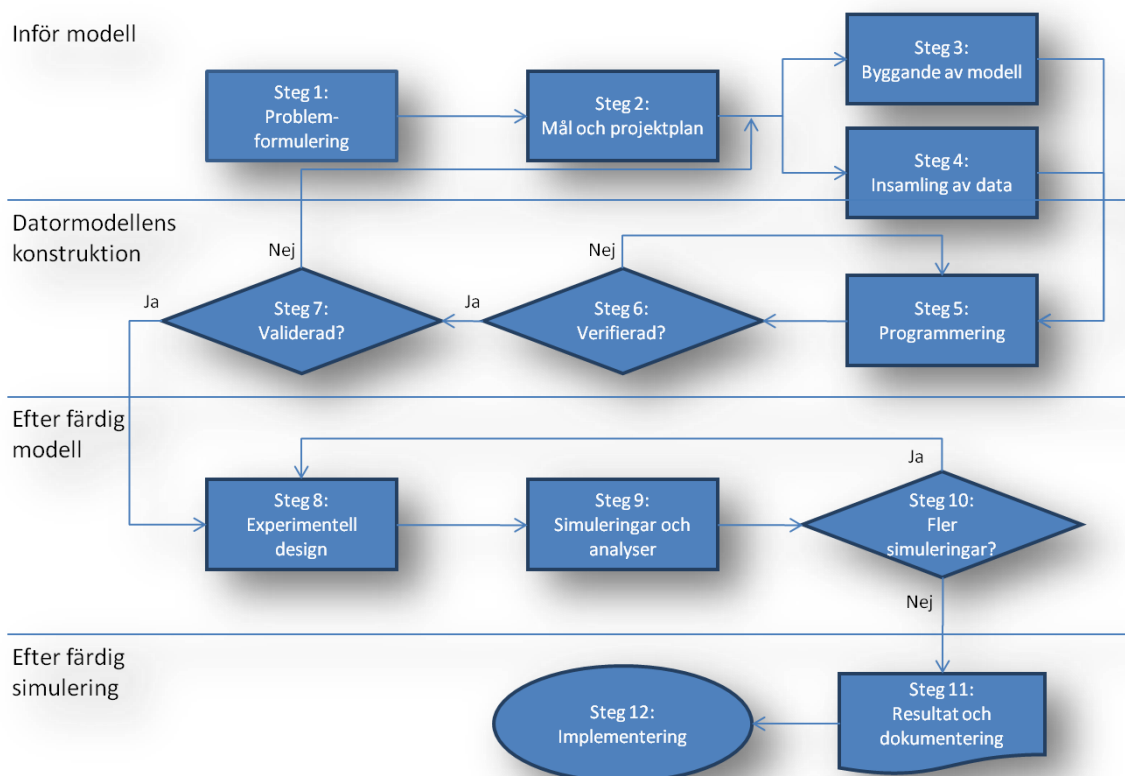 Inför modell
Steg 1:
Problem-
formulering
Steg 2:
Mål och projektplan
Steg 3:
Byggande av modell
Steg 4:
Insamling av data
Datormodellens
konstruktion
Nej
Nej
Ja
Steg 7:
Validerad?
Ja
Steg 6:
Verifierad?
Steg 5:
Programmering
Efter färdig
modell
Ja
Steg 8:
Experimentell
design
Steg 9:
Simuleringar och
analyser
Steg 10:
Fler
simuleringar?
Nej
Efter färdig
simulering
Steg 12:
Implementering
Steg 11:
Resultat och
dokumentering